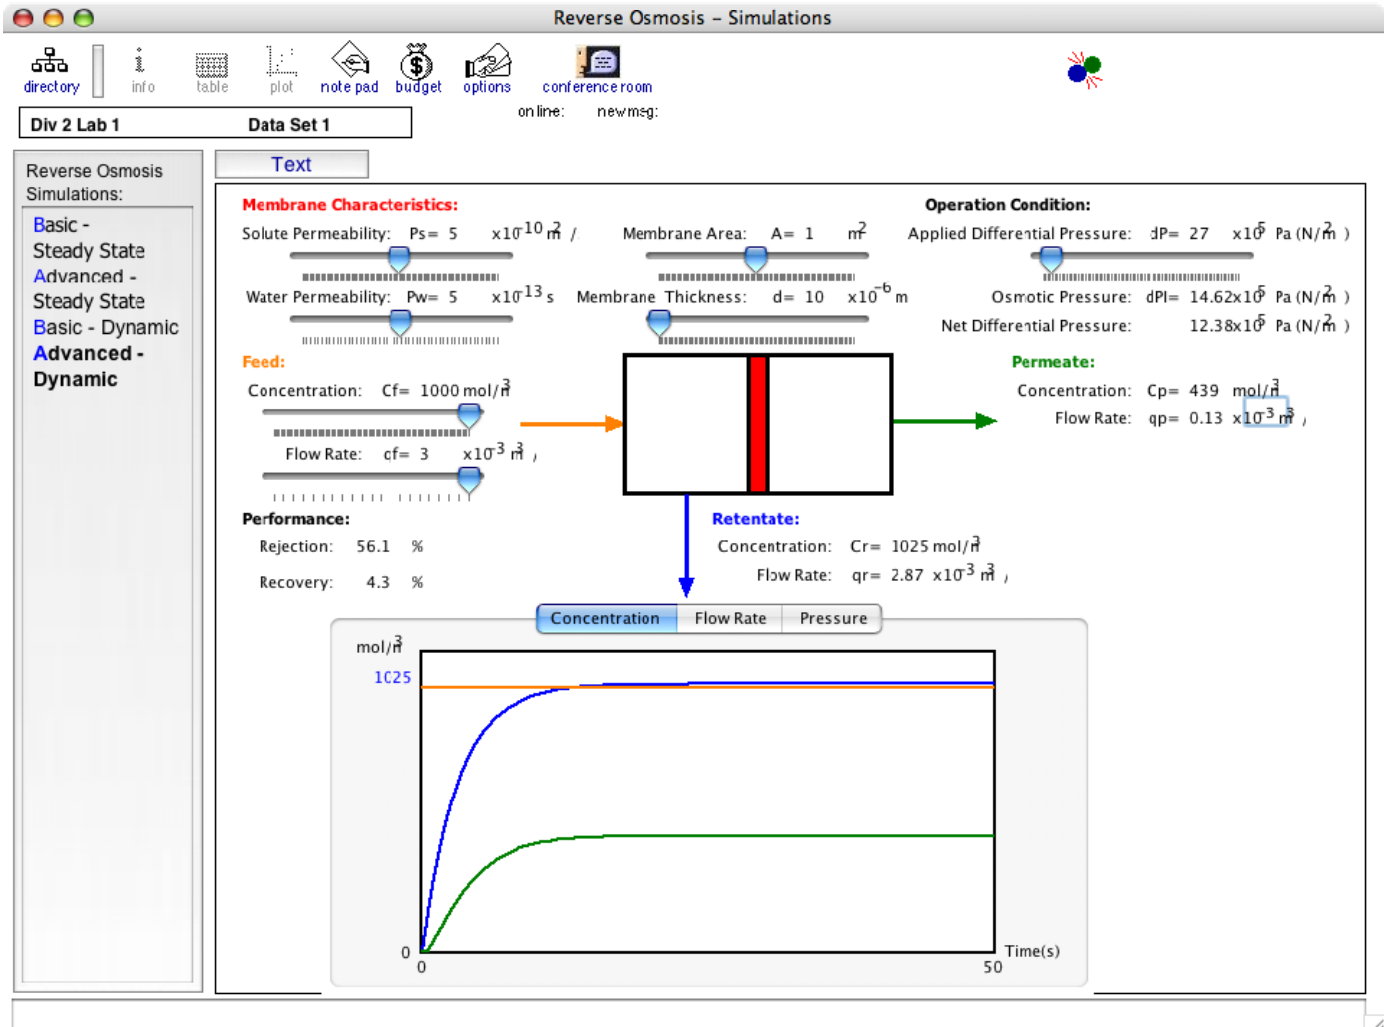 Reverse Osmosis – Simulations
directory info table plot note pad budget options conference room
online: new msg:
Div 2 Lab 1 Data Set 1
Reverse Osmosis
Simulations:
Basic -
Steady State
Advanced -
Steady State
Basic - Dynamic
Advanced -
Dynamic
Text
Membrane Characteristics:
Operation Condition:
Solute Permeability: Ps= 5 x10⁻¹⁰ m² /
Membrane Area: A= 1 m²
Applied Differential Pressure: dP= 27 x10⁵ Pa (N/m²)
Water Permeability: Pw= 5 x10⁻¹³ s
Membrane Thickness: d= 10 x10⁻⁶ m
Osmotic Pressure: dPI= 14.62x10⁵ Pa (N/m²)
Net Differential Pressure: 12.38x10⁵ Pa (N/m²)
Feed:
Concentration: Cf= 1000 mol/m³
Flow Rate: qf= 3 x10⁻³ m³ /
Permeate:
Concentration: Cp= 439 mol/m³
Flow Rate: qp= 0.13 x10⁻³ m³ /
Performance:
Rejection: 56.1 %
Recovery: 4.3 %
Retentate:
Concentration: Cr= 1025 mol/m³
Flow Rate: qr= 2.87 x10⁻³ m³ /
Concentration Flow Rate Pressure
mol/m³
1025
0
0 50
Time(s)